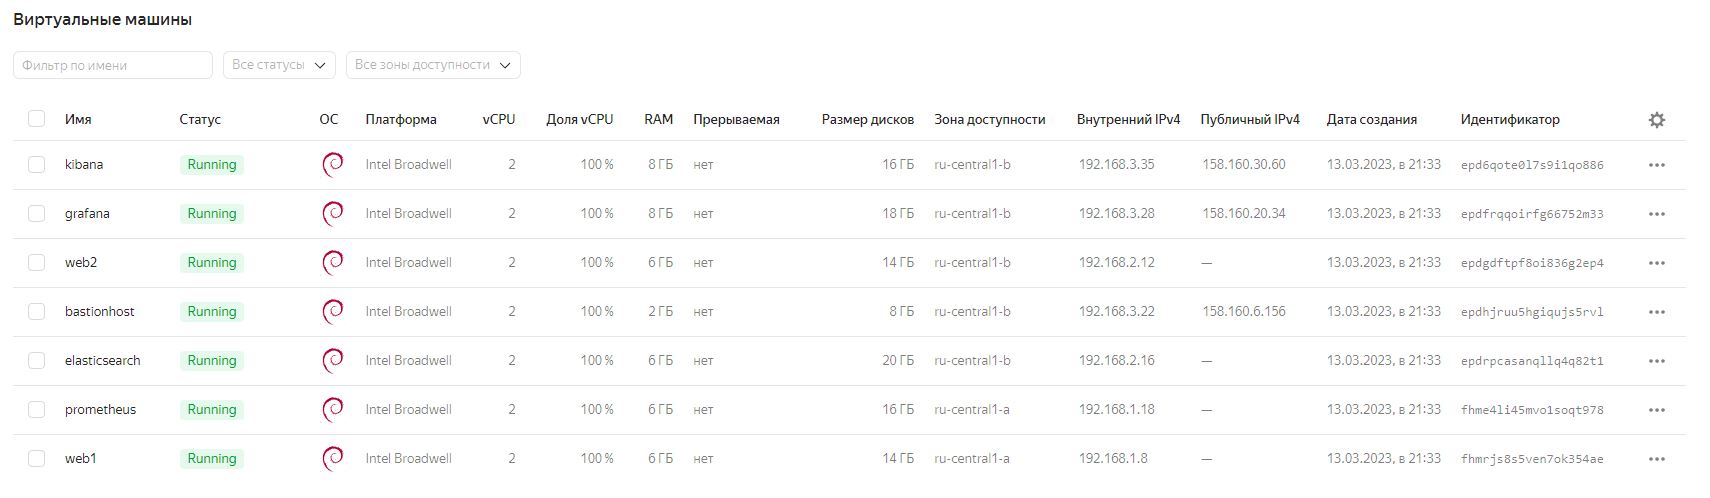 Виртуальные машины
Фильтр по имени Все статусы Все зоны доступности
Имя Статус ОС Платформа vCPU Доля vCPU RAM Прерываемая Размер дисков Зона доступности Внутренний IPv4 Публичный IPv4 Дата создания Идентификатор
kibana Running Intel Broadwell 2 100 % 8 ГБ нет 16 ГБ ru-central1-b 192.168.3.35 158.160.30.60 13.03.2023, в 21:33 epd6qote0l7s9i1qo886
grafana Running Intel Broadwell 2 100 % 8 ГБ нет 18 ГБ ru-central1-b 192.168.3.28 158.160.20.34 13.03.2023, в 21:33 epdfrqqoirfg66752m33
web2 Running Intel Broadwell 2 100 % 6 ГБ нет 14 ГБ ru-central1-b 192.168.2.12 — 13.03.2023, в 21:33 epdgdftpf8oi836g2ep4
bastionhost Running Intel Broadwell 2 100 % 2 ГБ нет 8 ГБ ru-central1-b 192.168.3.22 158.160.6.156 13.03.2023, в 21:33 epdhjruu5hgiqujs5rvl
elasticsearch Running Intel Broadwell 2 100 % 6 ГБ нет 20 ГБ ru-central1-b 192.168.2.16 — 13.03.2023, в 21:33 epdrpcasanqllq4q82t1
prometheus Running Intel Broadwell 2 100 % 6 ГБ нет 16 ГБ ru-central1-a 192.168.1.18 — 13.03.2023, в 21:33 fhme4li45mvo1soqt978
web1 Running Intel Broadwell 2 100 % 6 ГБ нет 14 ГБ ru-central1-a 192.168.1.8 — 13.03.2023, в 21:33 fhmrjs8s5ven7ok354ae